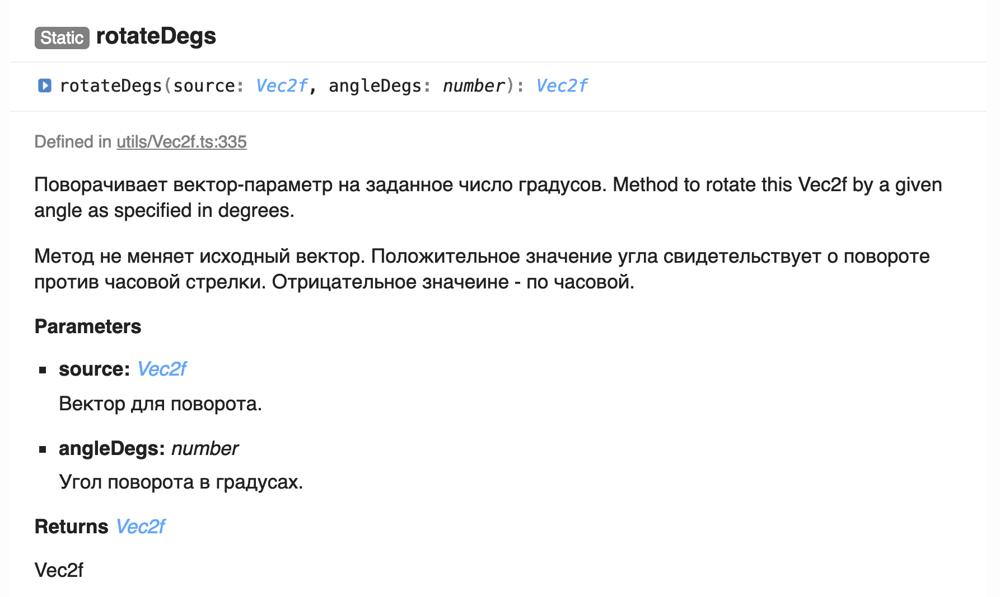 Static rotateDegs
rotateDegs(source: Vec2f, angleDegs: number): Vec2f
Defined in utils/Vec2f.ts:335
Поворачивает вектор-параметр на заданное число градусов. Method to rotate this Vec2f by a given
angle as specified in degrees.
Метод не меняет исходный вектор. Положительное значение угла свидетельствует о повороте
против часовой стрелки. Отрицательное значеине - по часовой.
Parameters
source: Vec2f
Вектор для поворота.
angleDegs: number
Угол поворота в градусах.
Returns Vec2f
Vec2f